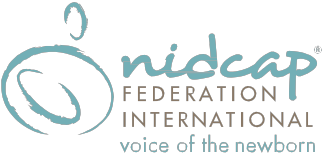 nidcap®
FEDERATION
INTERNATIONAL
voice of the newborn